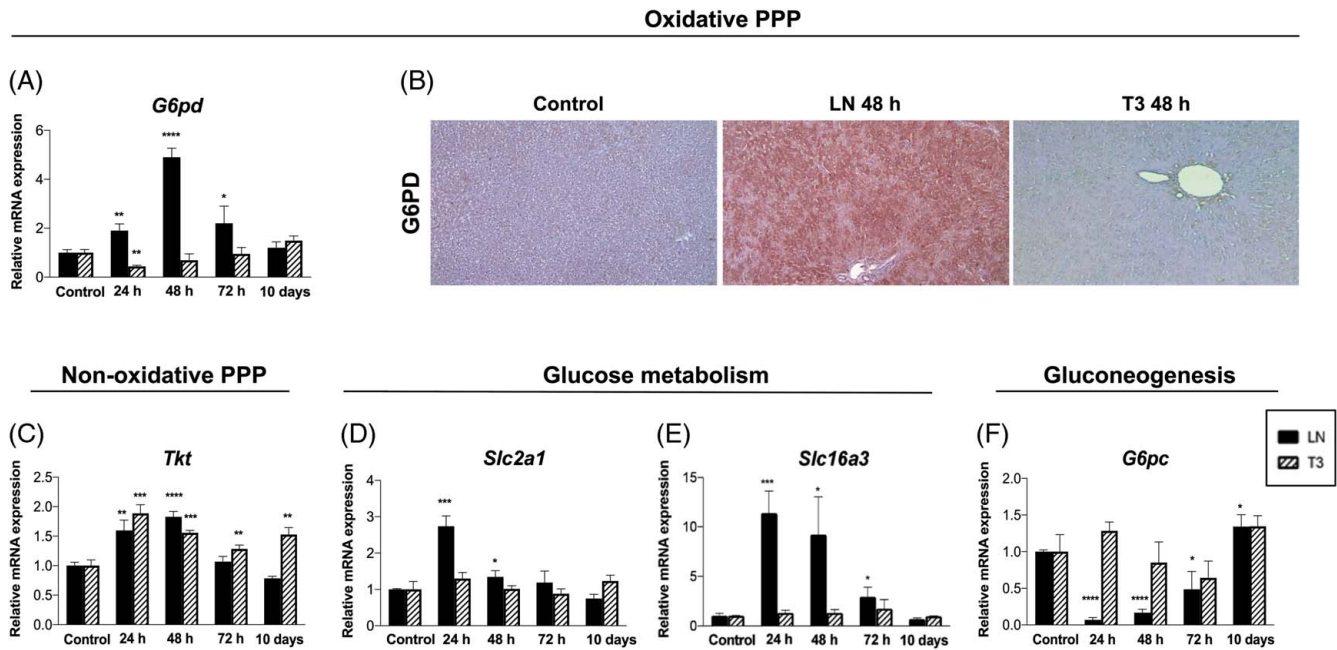 Oxidative PPP
(A)
G6pd
Relative mRNA expression
6
4
2
0
****
**
**
*
Control 24 h 48 h 72 h 10 days
(B)
Control LN 48 h T3 48 h
G6PD
Non-oxidative PPP
Glucose metabolism
Gluconeogenesis
(C)
Tkt
Relative mRNA expression
2.5
2.0
1.5
1.0
0.5
0.0
** *** **** *** ** **
Control 24 h 48 h 72 h 10 days
(D)
Slc2a1
Relative mRNA expression
4
3
2
1
0
*** *
Control 24 h 48 h 72 h 10 days
(E)
Slc16a3
Relative mRNA expression
15
10
5
0
*** * *
Control 24 h 48 h 72 h 10 days
(F)
G6pc
Relative mRNA expression
2.0
1.5
1.0
0.5
0.0
**** **** * *
Control 24 h 48 h 72 h 10 days
LN
T3